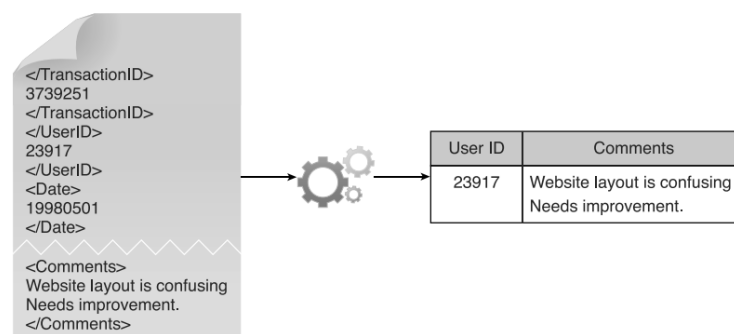 </TransactionID>
3739251
</TransactionID>
</UserID>
23917
</UserID>
<Date>
19980501
</Date>
<Comments>
Website layout is confusing
Needs improvement.
</Comments>
User ID Comments
23917 Website layout is confusing
Needs improvement.